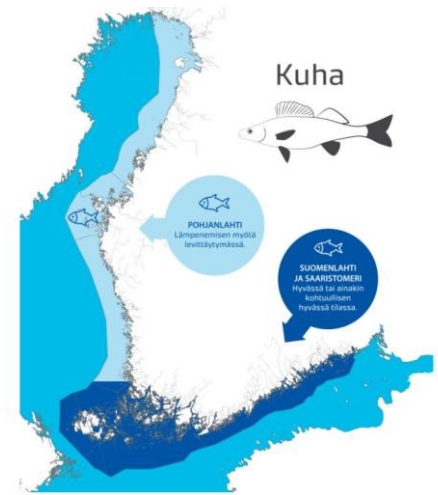 Kuha
POHJANLAHTI
Lämpenemisen myötä
levittäytymässä.
SUOMENLAHTI
JA SAARISTOMERI
Hyvässä tai ainakin
kohtuullisen
hyvässä tilassa.